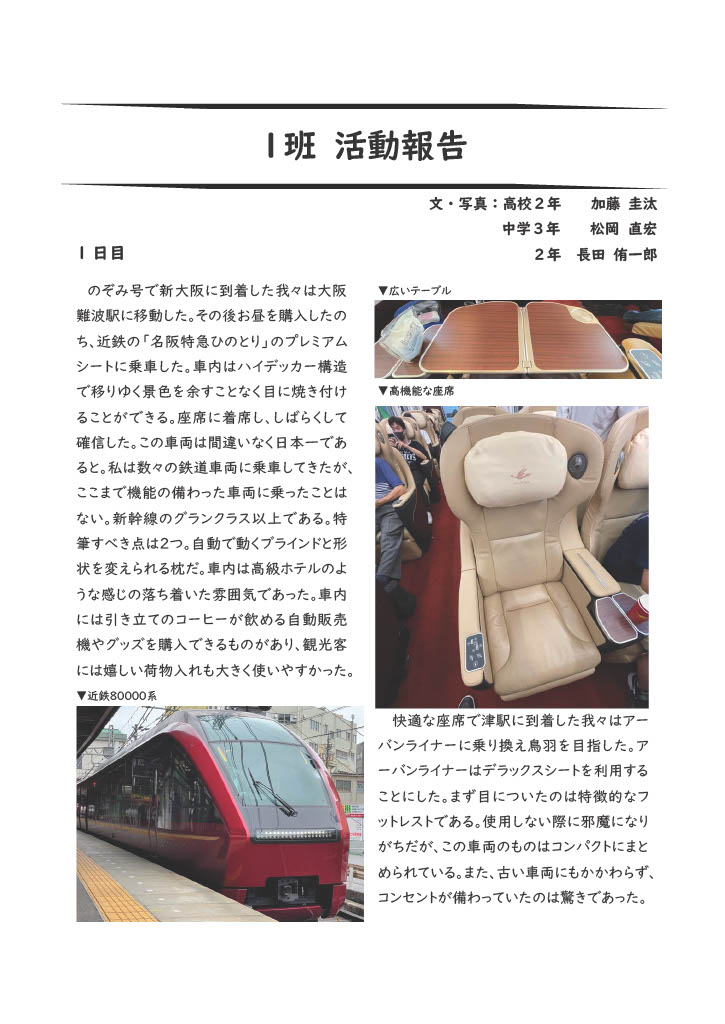 1班 活動報告
文・写真：高校２年　加藤 圭汰
中学３年　松岡 直宏
２年　長田 侑一郎
1日目
のぞみ号で新大阪に到着した我々は大阪
難波駅に移動した。その後お昼を購入したの
ち、近鉄の「名阪特急ひのとり」のプレミアム
シートに乗車した。車内はハイデッカー構造
で移りゆく景色を余すことなく目に焼き付け
ることができる。座席に着席し、しばらくして
確信した。この車両は間違いなく日本一であ
ると。私は数々の鉄道車両に乗車してきたが、
ここまで機能の備わった車両に乗ったことは
ない。新幹線のグランクラス以上である。特
筆すべき点は2つ。自動で動くブラインドと形
状を変えられる枕だ。車内は高級ホテルのよ
うな感じの落ち着いた雰囲気であった。車内
には引き立てのコーヒーが飲める自動販売
機やグッズを購入できるものがあり、観光客
には嬉しい荷物入れも大きく使いやすかった。
▼近鉄80000系
▼広いテーブル
▼高機能な座席
快適な座席で津駅に到着した我々はアー
バンライナーに乗り換え鳥羽を目指した。ア
ーバンライナーはデラックスシートを利用する
ことにした。まず目についたのは特徴的なフ
ットレストである。使用しない際に邪魔になり
がちだが、この車両のものはコンパクトにまと
められている。また、古い車両にもかかわらず、
コンセントが備わっていたのは驚きであった。